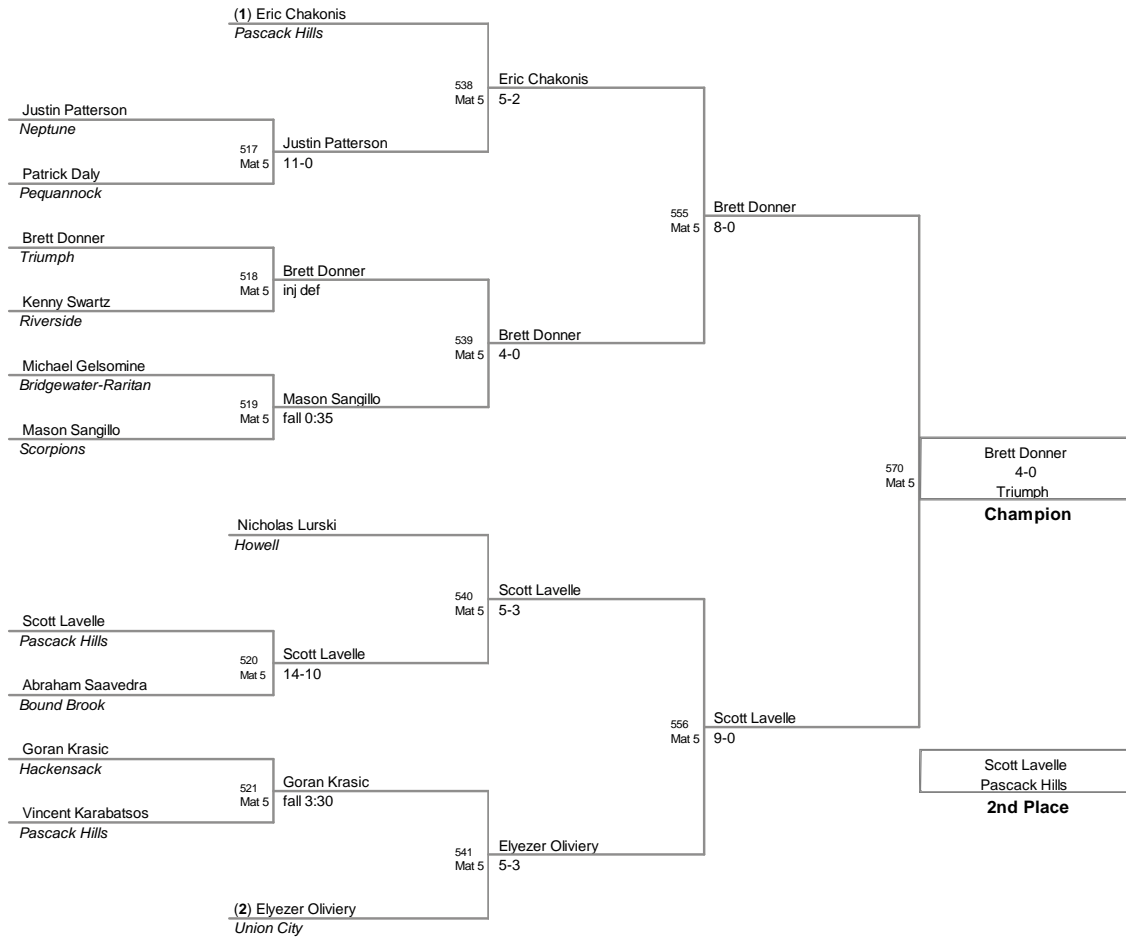 (1) Eric Chakonis
Pascack Hills
538
Mat 5
Eric Chakonis
5-2
Justin Patterson
Neptune
517
Mat 5
Justin Patterson
11-0
Patrick Daly
Pequannock
555
Mat 5
Brett Donner
8-0
Brett Donner
Triumph
518
Mat 5
Brett Donner
inj def
Kenny Swartz
Riverside
539
Mat 5
Brett Donner
4-0
Michael Gelsomine
Bridgewater-Raritan
519
Mat 5
Mason Sangillo
fall 0:35
Mason Sangillo
Scorpions
570
Mat 5
Brett Donner
4-0
Triumph
Champion
Nicholas Lurski
Howell
540
Mat 5
Scott Lavelle
5-3
Scott Lavelle
Pascack Hills
520
Mat 5
Scott Lavelle
14-10
Abraham Saavedra
Bound Brook
556
Mat 5
Scott Lavelle
9-0
Goran Krasic
Hackensack
521
Mat 5
Goran Krasic
fall 3:30
Vincent Karabatsos
Pascack Hills
Scott Lavelle
Pascack Hills
2nd Place
541
Mat 5
Elyezer Oliviery
5-3
(2) Elyezer Oliviery
Union City